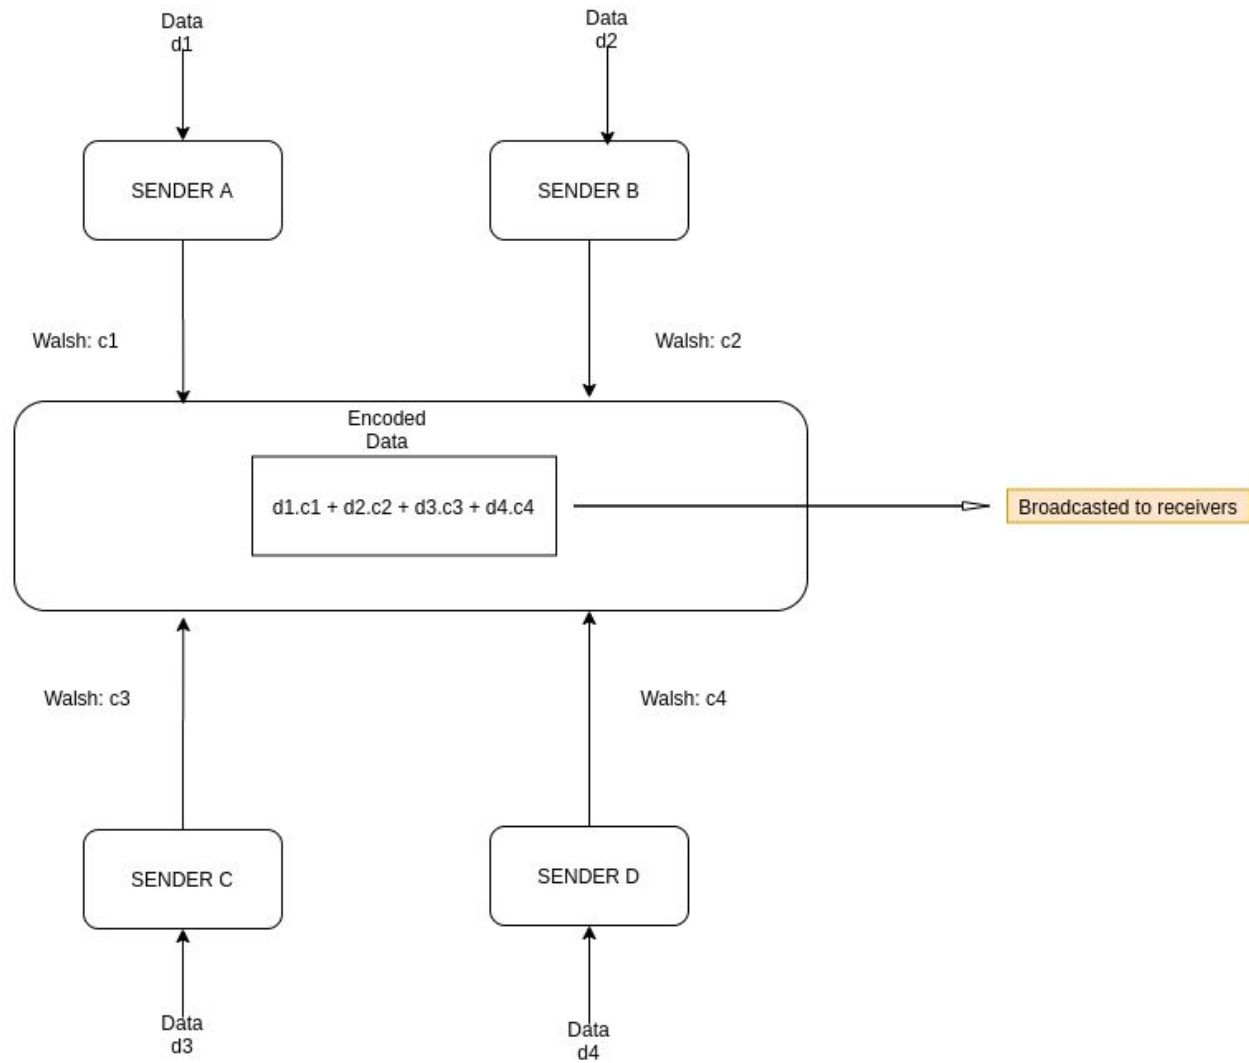 Data
d1
Data
d2
SENDER A
SENDER B
Walsh: c1
Walsh: c2
Encoded
Data
d1.c1 + d2.c2 + d3.c3 + d4.c4
Broadcasted to receivers
Walsh: c3
Walsh: c4
SENDER C
SENDER D
Data
d3
Data
d4